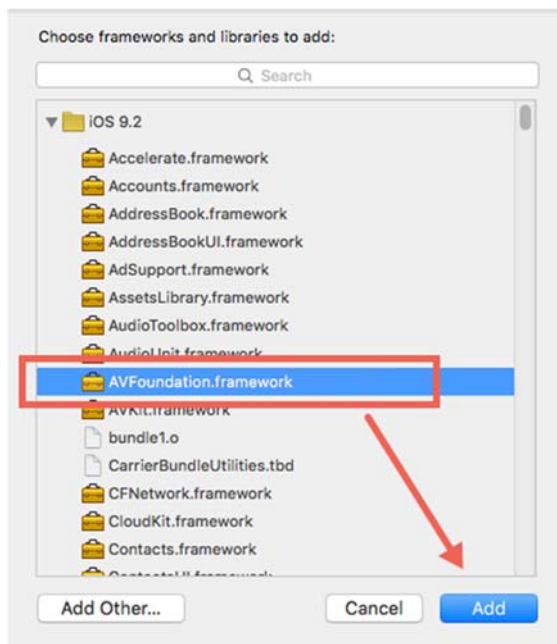 Choose frameworks and libraries to add:
Search
iOS 9.2
Accelerate.framework
Accounts.framework
AddressBook.framework
AddressBookUI.framework
AdSupport.framework
AssetsLibrary.framework
AudioToolbox.framework
AudioUnit.framework
AVFoundation.framework
AVKit.framework
bundle1.o
CarrierBundleUtilities.tbd
CFNetwork.framework
CloudKit.framework
Contacts.framework
ContactsUI.framework
Add Other...
Cancel
Add